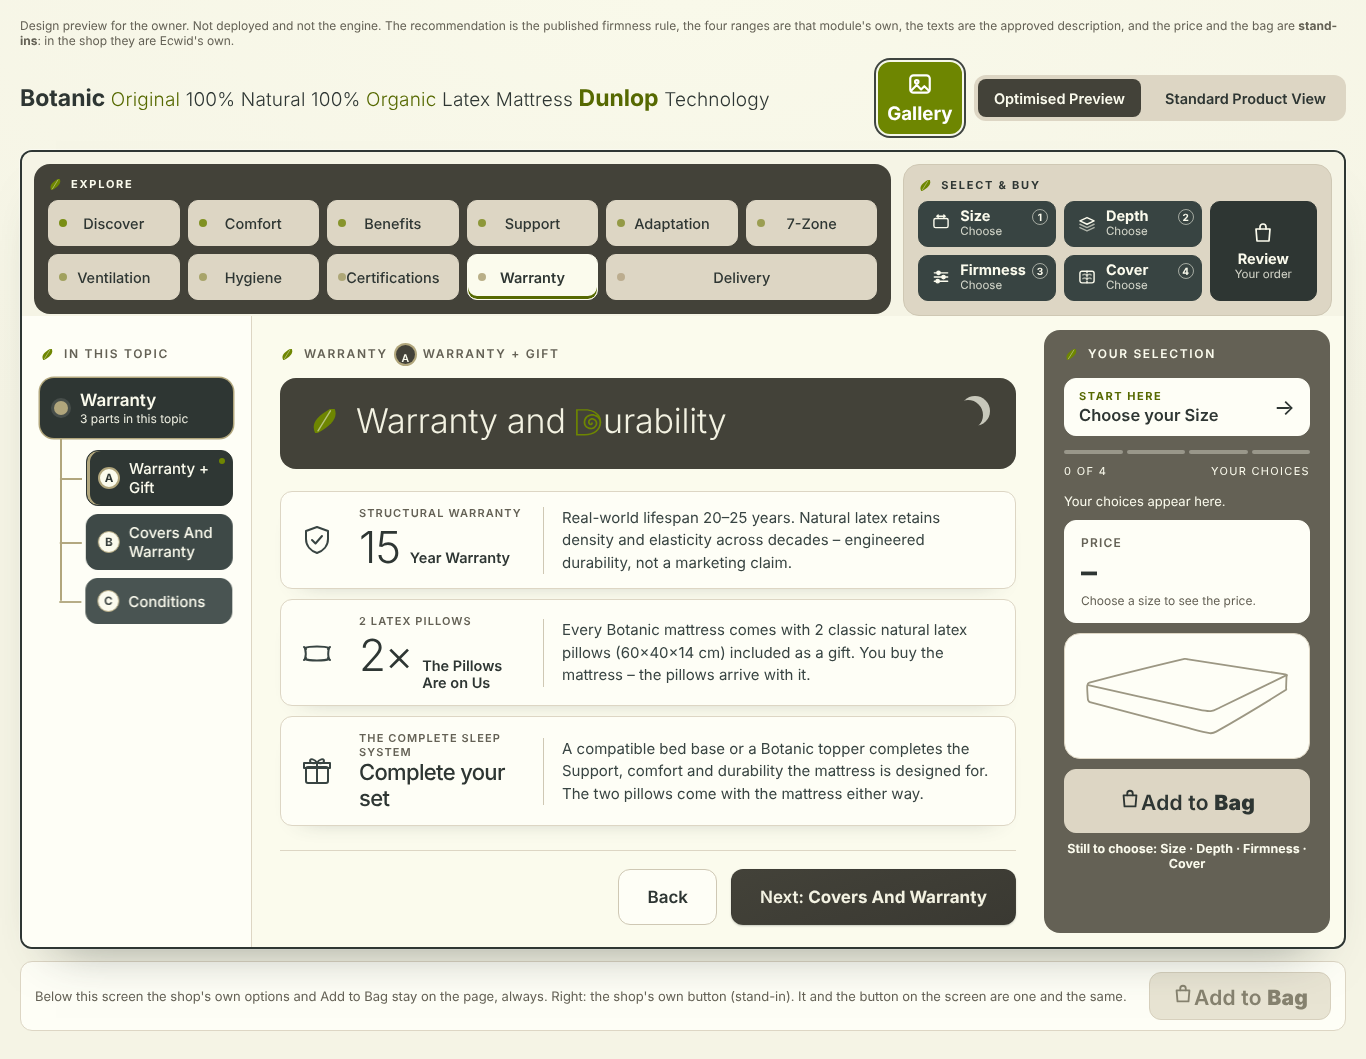 Design preview for the owner. Not deployed and not the engine. The recommendation is the published firmness rule, the four ranges are that module's own, the texts are the approved description, and the price and the bag are stand-
ins: in the shop they are Ecwid's own.
Botanic Original 100% Natural 100% Organic Latex Mattress Dunlop Technology
Gallery
Optimised Preview
Standard Product View
EXPLORE
Discover
Comfort
Benefits
Support
Adaptation
7-Zone
Ventilation
Hygiene
Certifications
Warranty
Delivery
SELECT & BUY
Size
Choose
1
Depth
Choose
2
Firmness
Choose
3
Cover
Choose
4
Review
Your order
IN THIS TOPIC
Warranty
3 parts in this topic
A
Warranty +
Gift
B
Covers And
Warranty
C
Conditions
WARRANTY A WARRANTY + GIFT
Warranty and Durability
STRUCTURAL WARRANTY
15 Year Warranty
Real-world lifespan 20–25 years. Natural latex retains
density and elasticity across decades – engineered
durability, not a marketing claim.
2 LATEX PILLOWS
2× The Pillows
Are on Us
Every Botanic mattress comes with 2 classic natural latex
pillows (60×40×14 cm) included as a gift. You buy the
mattress – the pillows arrive with it.
THE COMPLETE SLEEP
SYSTEM
Complete your
set
A compatible bed base or a Botanic topper completes the
Support, comfort and durability the mattress is designed for.
The two pillows come with the mattress either way.
Back
Next: Covers And Warranty
YOUR SELECTION
START HERE
Choose your Size
0 OF 4
YOUR CHOICES
Your choices appear here.
PRICE
–
Choose a size to see the price.
Add to Bag
Still to choose: Size · Depth · Firmness ·
Cover
Below this screen the shop's own options and Add to Bag stay on the page, always. Right: the shop's own button (stand-in). It and the button on the screen are one and the same.
Add to Bag